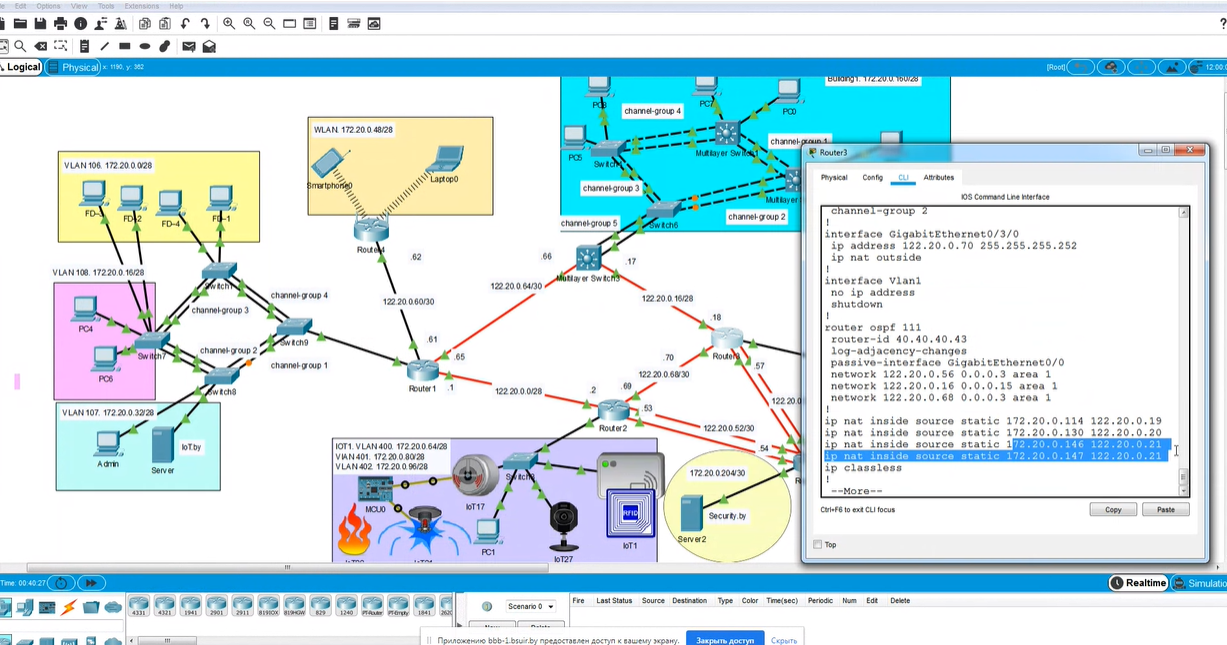 Edit Options View Tools Extensions Help
Logical
Physical
x: 1190, y: 362
[Root]
12:00:0
Building1. 172.20.0.160/28
PC8
PC7
PC0
PC5
channel-group 4
channel-group 1
Multilayer Switch
channel-group 3
channel-group 2
channel-group 5
Switch6
Multilayer Switch3
WLAN. 172.20.0.48/28
Smartphone0
Laptop0
Router4
VLAN 106. 172.20.0.0/28
FD-2
FD-4
FD-1
VLAN 108. 172.20.0.16/28
PC4
PC6
Switch7
channel-group 3
channel-group 4
Switch9
channel-group 2
channel-group 1
Switch8
VLAN 107. 172.20.0.32/28
Admin
Server
IoT.by
.62
122.20.0.60/30
.61
.65
.66
.17
122.20.0.64/30
122.20.0.16/28
.18
.70
.57
122.20.0.68/30
.69
.53
Router1
.1
122.20.0.0/28
.2
Router2
122.20.0.52/30
.54
IOT1. VLAN 400. 172.20.0.64/28
VLAN 401. 172.20.0.80/28
VLAN 402. 172.20.0.96/28
MCU0
IoT17
PC1
IoT27
RFID
IoT1
172.20.0.204/30
Security.by
Server2
Router3
Physical Config CLI Attributes
IOS Command Line Interface
channel-group 2
!
interface GigabitEthernet0/3/0
ip address 122.20.0.70 255.255.255.252
ip nat outside
!
interface Vlan1
no ip address
shutdown
!
router ospf 111
router-id 40.40.40.43
log-adjacency-changes
passive-interface GigabitEthernet0/0
network 122.20.0.56 0.0.0.3 area 1
network 122.20.0.16 0.0.0.15 area 1
network 122.20.0.68 0.0.0.3 area 1
!
ip nat inside source static 172.20.0.114 122.20.0.19
ip nat inside source static 172.20.0.130 122.20.0.20
ip nat inside source static 172.20.0.146 122.20.0.21
ip nat inside source static 172.20.0.147 122.20.0.21
ip classless
!
--More--
Ctrl+F6 to exit CLI focus
Copy
Paste
Top
Time: 00:40:27
Realtime
Simulatio
4331 4321 1941 2901 2911 819IOX 819HGW 829 1240 PT-Router PT-Empty 1841
Scenario 0
New
Delete
Fire Last Status Source Destination Type Color Time(sec) Periodic Num Edit Delete
Приложению bbb-1.bsuir.by предоставлен доступ к вашему экрану.
Закрыть доступ
Скрыть